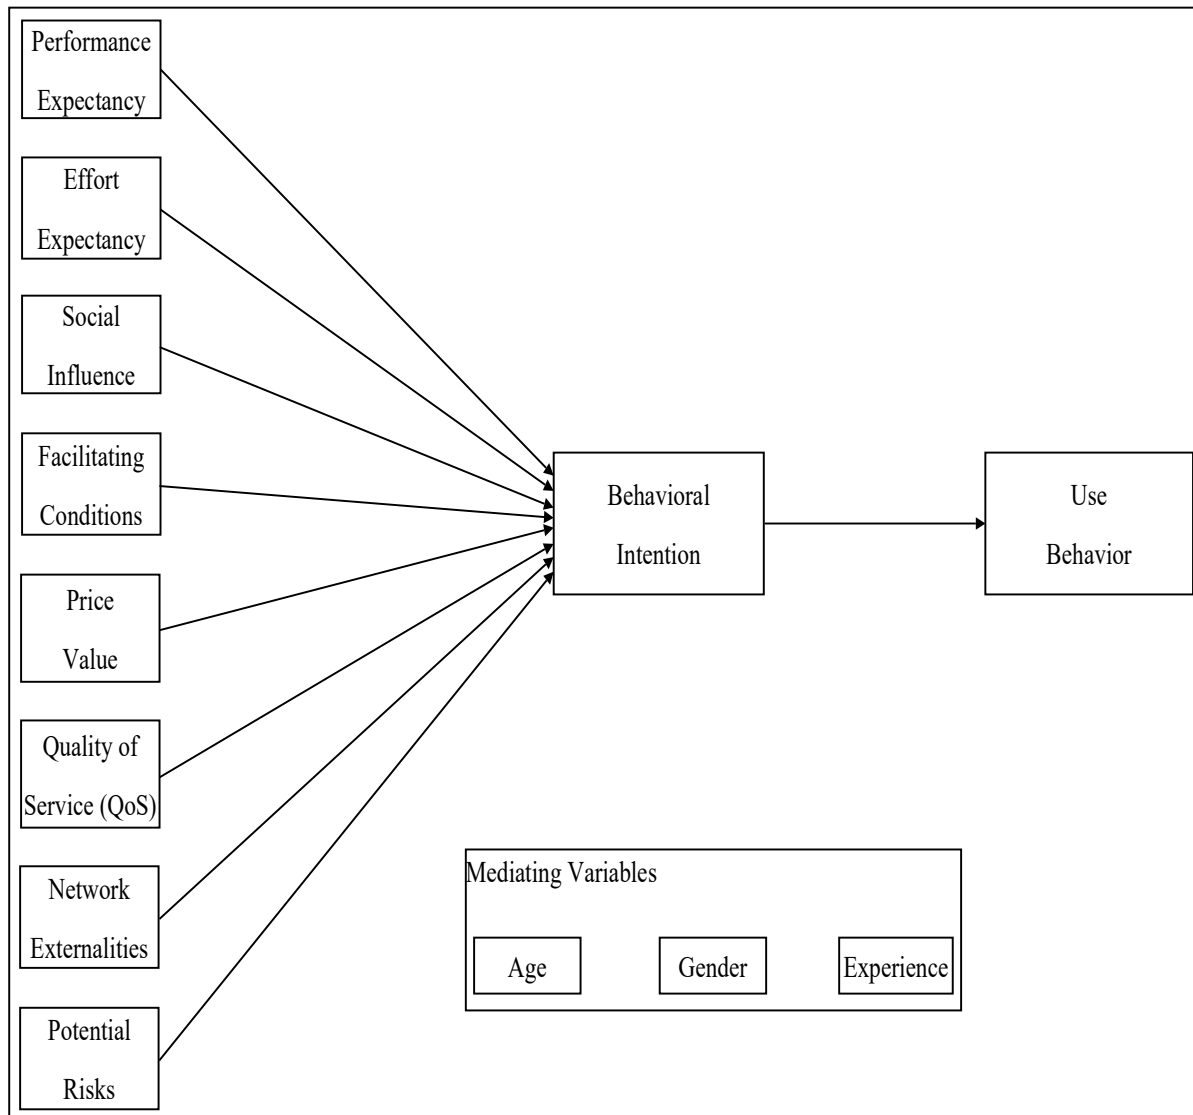 Performance
Expectancy
Effort
Expectancy
Social
Influence
Facilitating
Conditions
Price
Value
Quality of
Service (QoS)
Network
Externalities
Potential
Risks
Behavioral
Intention
Use
Behavior
Mediating Variables
Age
Gender
Experience